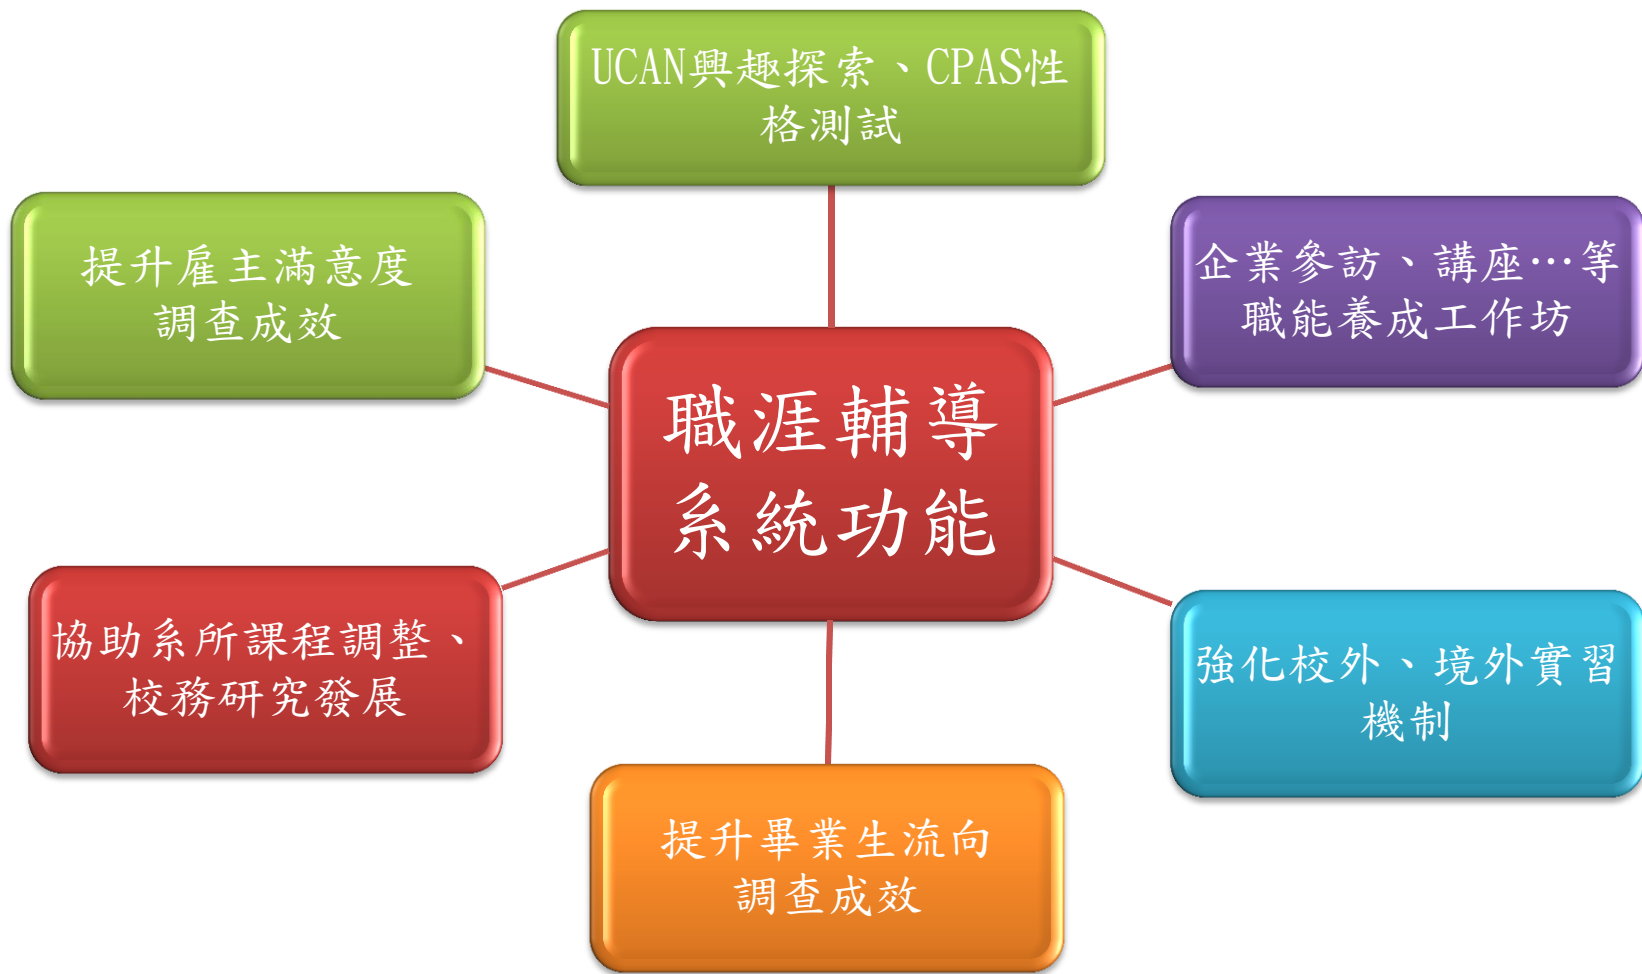 UCAN興趣探索、CPAS性
格測試
提升雇主滿意度
調查成效
企業參訪、講座…等
職能養成工作坊
職涯輔導
系統功能
協助系所課程調整、
校務研究發展
強化校外、境外實習
機制
提升畢業生流向
調查成效